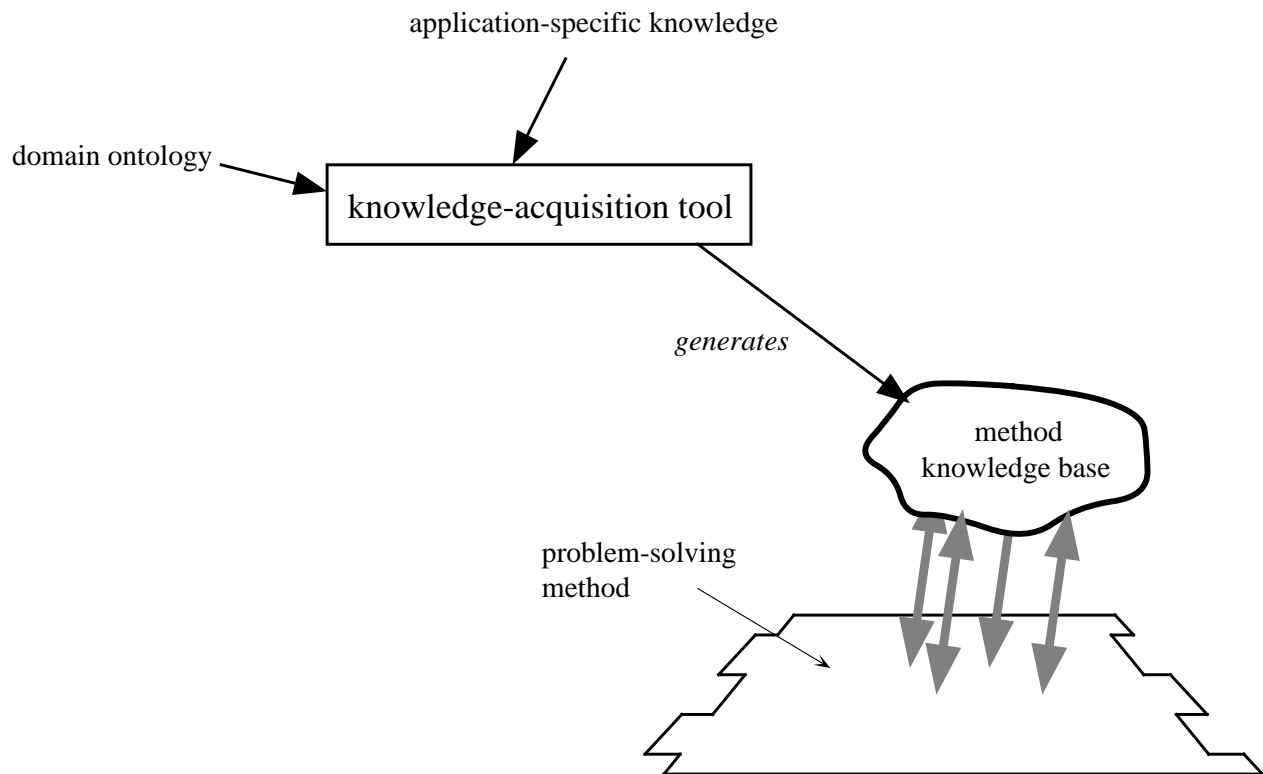 application-specific knowledge
domain ontology
knowledge-acquisition tool
generates
method
knowledge base
problem-solving
method